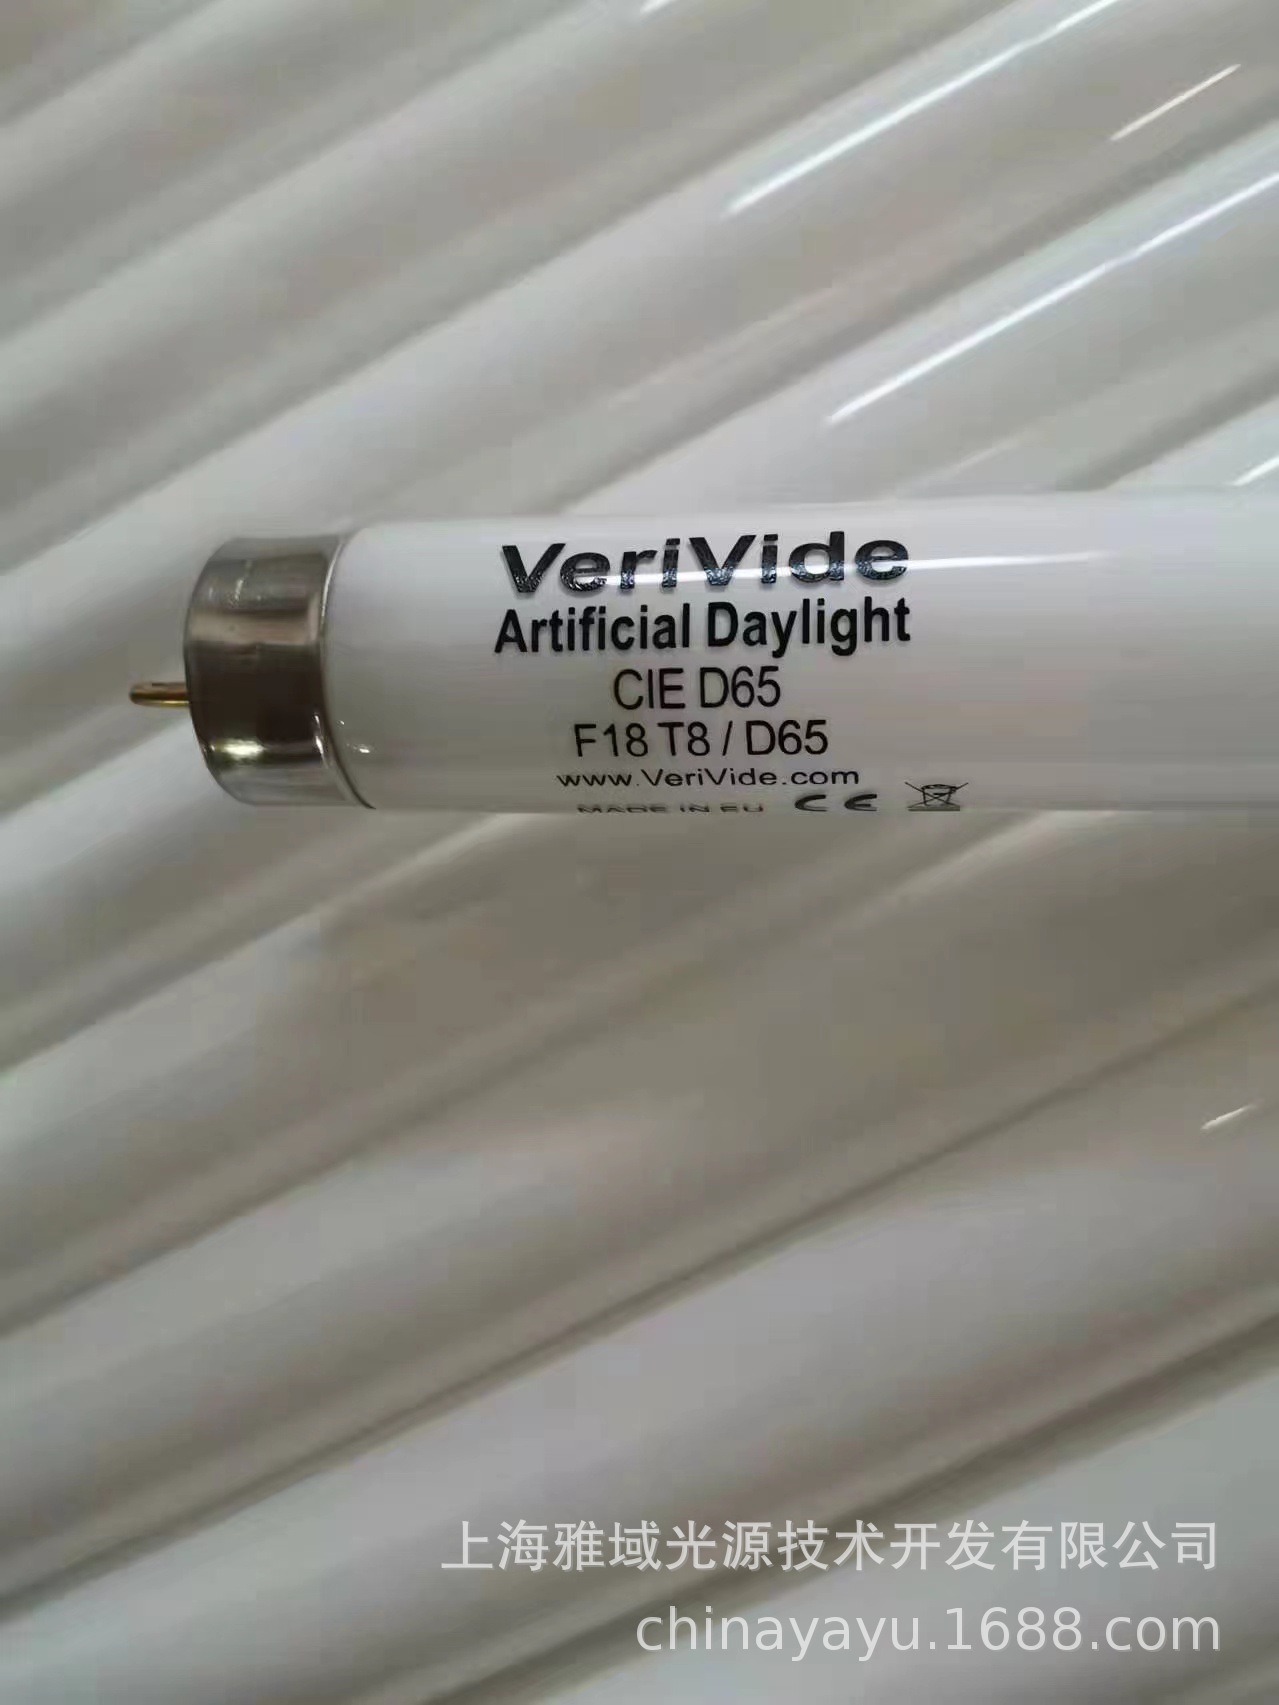 VeriVide
Artificial Daylight
CIE D65
F18 T8 / D65
www.VeriVide.com
MADE IN EU CE
上海雅域光源技术开发有限公司
chinayayu.1688.com